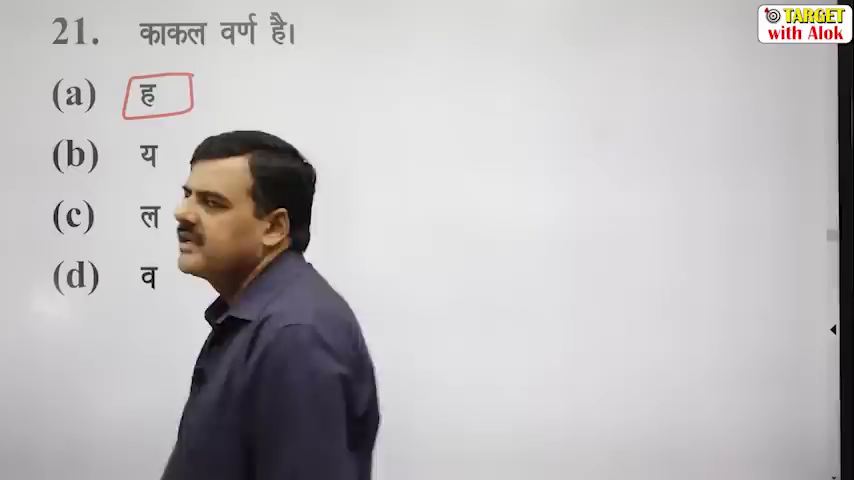 TARGET
with Alok
21. काकल वर्ण है।
(a) ह
(b) य
(c) ल
(d) व